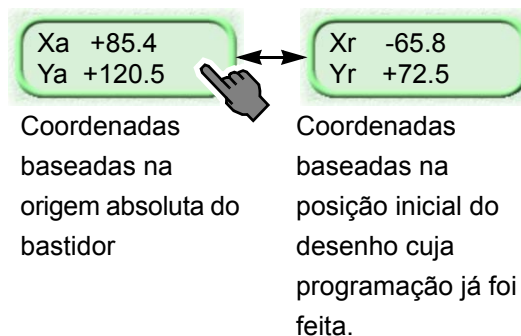 Xa +85.4
Ya +120.5
Xr -65.8
Yr +72.5
Coordenadas
baseadas na
origem absoluta do
bastidor
Coordenadas
baseadas na
posição inicial do
desenho cuja
programação já foi
feita.